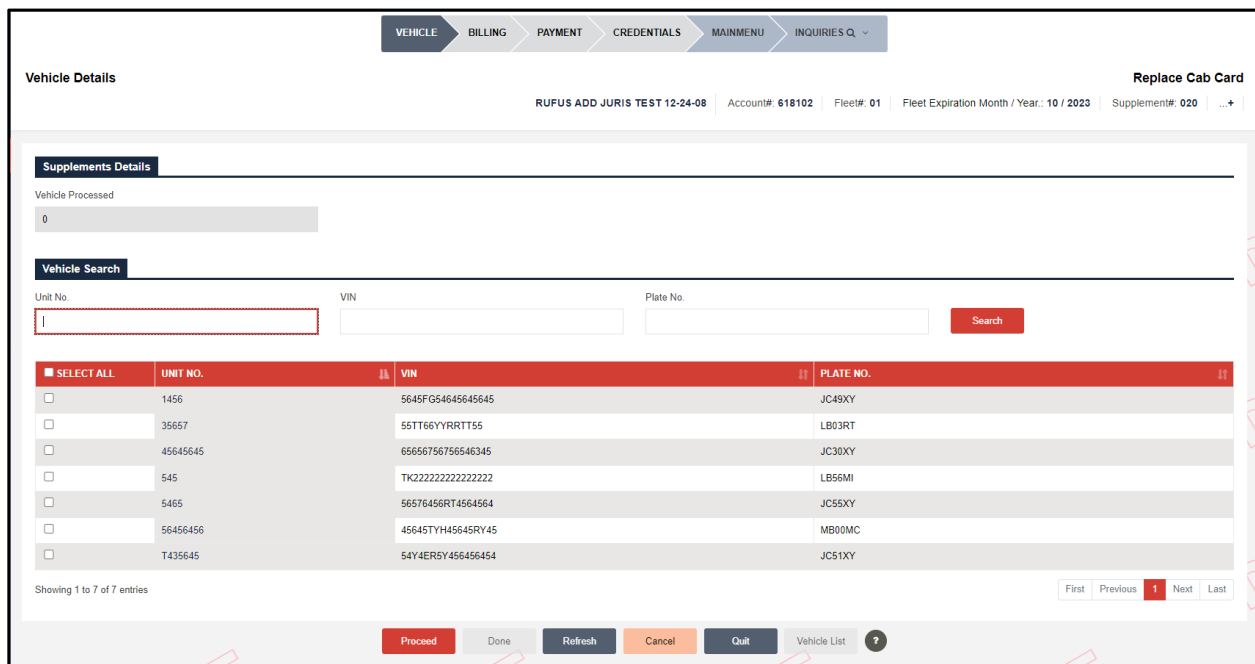 VEHICLE BILLING PAYMENT CREDENTIALS MAINMENU INQUIRIES
Vehicle Details Replace Cab Card
RUFUS ADD JURIS TEST 12-24-08 Account#: 618102 Fleet#: 01 Fleet Expiration Month / Year.: 10 / 2023 Supplement#: 020 ...+
Supplements Details
Vehicle Processed
0
Vehicle Search
Unit No. VIN Plate No.
Search
SELECT ALL UNIT NO. VIN PLATE NO.
1456 5645FG54645645645 JC49XY
35657 55TT66YYRRTT55 LB03RT
45645645 65656756756546345 JC30XY
545 TK222222222222222 LB56MI
5465 56576456RT4564564 JC55XY
56456456 45645TYH45645RY45 MB00MC
T435645 54Y4ER5Y456456454 JC51XY
Showing 1 to 7 of 7 entries First Previous 1 Next Last
Proceed Done Refresh Cancel Quit Vehicle List ?